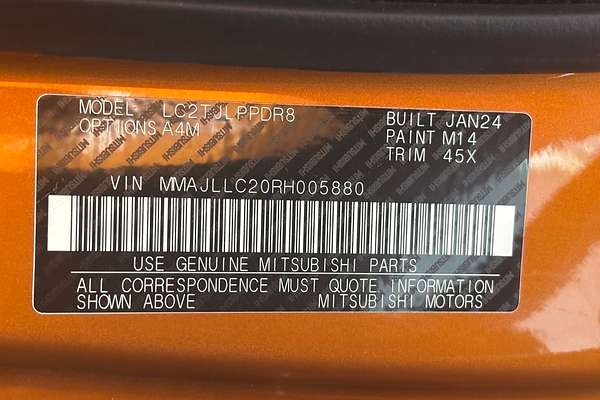 MODEL LC2TJLPPDR8 BUILT JAN24
OPTIONS A4M PAINT M14
TRIM 45X
VIN MMAJLLC20RH005880
USE GENUINE MITSUBISHI PARTS
ALL CORRESPONDENCE MUST QUOTE INFORMATION
SHOWN ABOVE MITSUBISHI MOTORS